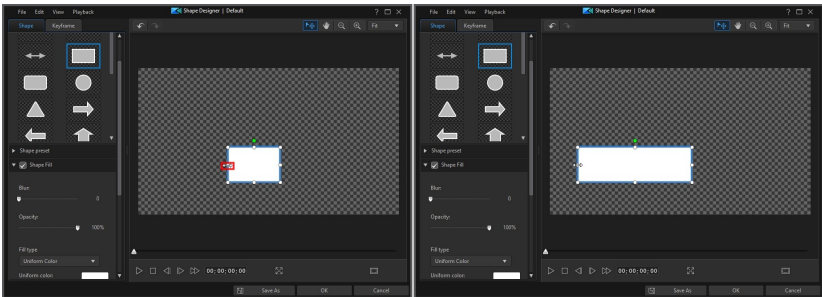 File Edit View Playback
Shape Designer | Default
Shape Keyframe
Fit
Shape preset
Shape Fill
Blur:
0
Opacity:
100%
Fill type
Uniform Color
Uniform color:
00;00;00;00
Save As OK Cancel
File Edit View Playback
Shape Designer | Default
Shape Keyframe
Fit
Shape preset
Shape Fill
Blur:
0
Opacity:
100%
Fill type
Uniform Color
Uniform color:
00;00;00;00
Save As OK Cancel